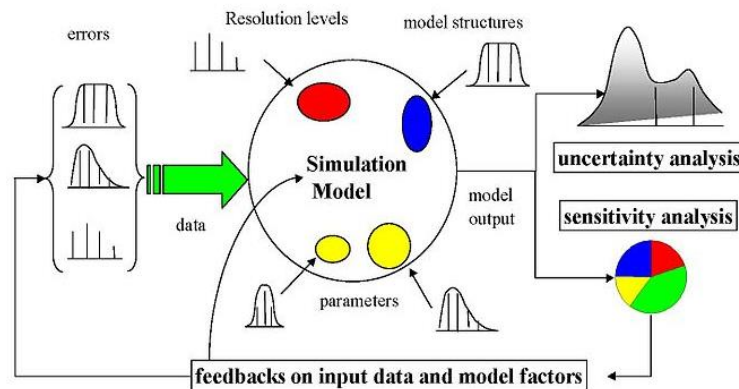 errors
Resolution levels
model structures
Simulation
Model
data
parameters
model
output
uncertainty analysis
sensitivity analysis
feedbacks on input data and model factors